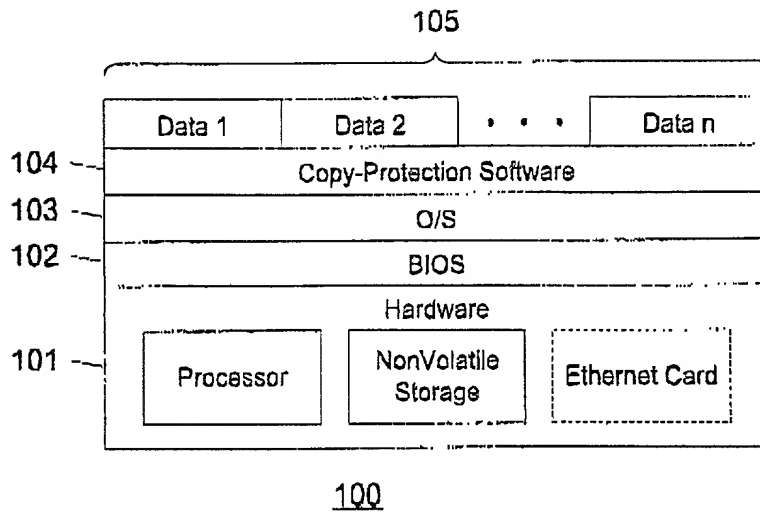 105
Data 1 Data 2 • • • Data n
104 Copy-Protection Software
103 O/S
102 BIOS
Hardware
101 Processor NonVolatile Storage Ethernet Card
100